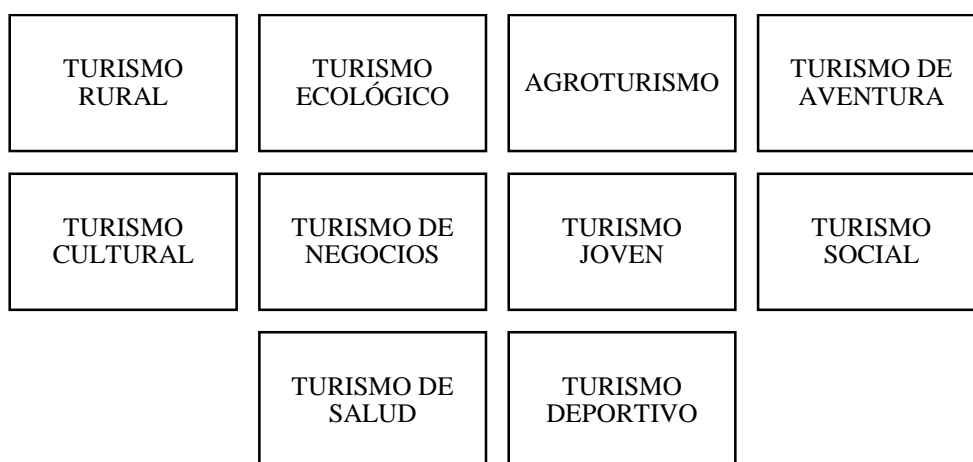 TURISMO
RURAL
TURISMO
ECOLÓGICO
AGROTURISMO
TURISMO DE
AVENTURA
TURISMO
CULTURAL
TURISMO DE
NEGOCIOS
TURISMO
JOVEN
TURISMO
SOCIAL
TURISMO DE
SALUD
TURISMO
DEPORTIVO